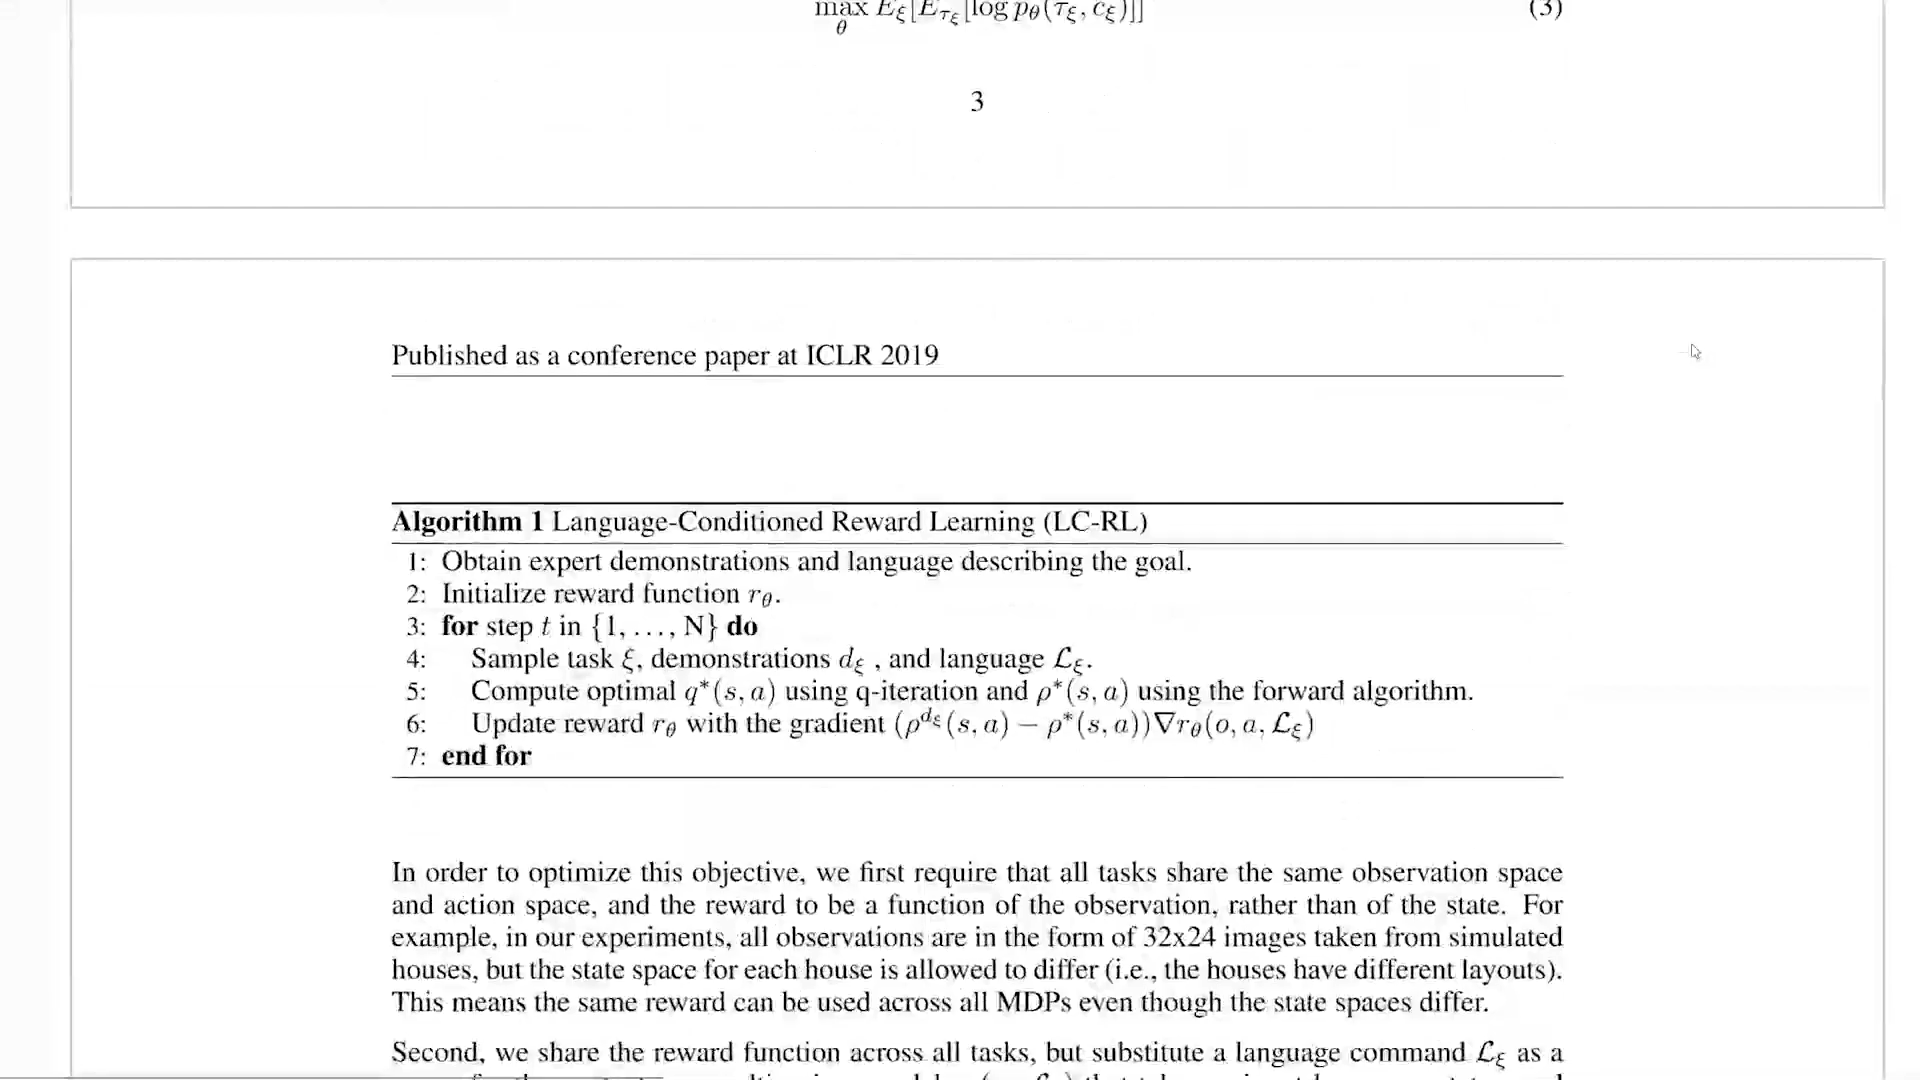 max E_ξ[E_{τ_ξ}[log p_θ(τ_ξ, c_ξ)]] (3)
θ
3
Published as a conference paper at ICLR 2019
Algorithm 1 Language-Conditioned Reward Learning (LC-RL)
1: Obtain expert demonstrations and language describing the goal.
2: Initialize reward function r_θ.
3: for step t in {1, ..., N} do
4: Sample task ξ, demonstrations d_ξ , and language ℒ_ξ.
5: Compute optimal q*(s, a) using q-iteration and ρ*(s, a) using the forward algorithm.
6: Update reward r_θ with the gradient (ρ^{d_ξ}(s, a) − ρ*(s, a))∇r_θ(o, a, ℒ_ξ)
7: end for
In order to optimize this objective, we first require that all tasks share the same observation space
and action space, and the reward to be a function of the observation, rather than of the state. For
example, in our experiments, all observations are in the form of 32x24 images taken from simulated
houses, but the state space for each house is allowed to differ (i.e., the houses have different layouts).
This means the same reward can be used across all MDPs even though the state spaces differ.
Second, we share the reward function across all tasks, but substitute a language command ℒ_ξ as a